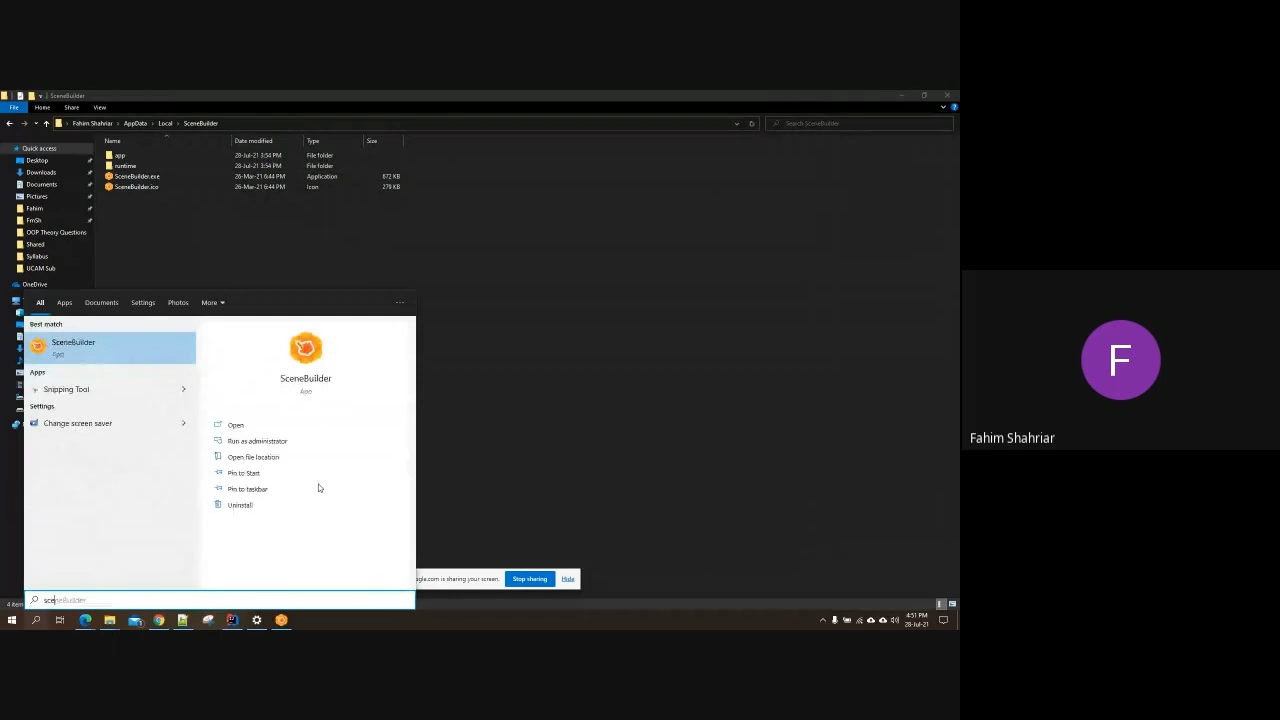 SceneBuilder
File Home Share View
Fahim Shahriar AppData Local SceneBuilder
Search SceneBuilder
Name Date modified Type Size
app 28-Jul-21 3:54 PM File folder
runtime 28-Jul-21 3:54 PM File folder
SceneBuilder.exe 26-Mar-21 6:44 PM Application 872 KB
SceneBuilder.ico 26-Mar-21 6:44 PM Icon 279 KB
Quick access
Desktop
Downloads
Documents
Pictures
Fahim
FmSh
OOP Theory Questions
Shared
Syllabus
UCAM Sub
OneDrive
All Apps Documents Settings Photos More
Best match
SceneBuilder
App
Apps
Snipping Tool
Settings
Change screen saver
SceneBuilder
App
Open
Run as administrator
Open file location
Pin to Start
Pin to taskbar
Uninstall
is sharing your screen. Stop sharing Hide
sceneBuilder
4 item
4:51 PM
28-Jul-21
F
Fahim Shahriar